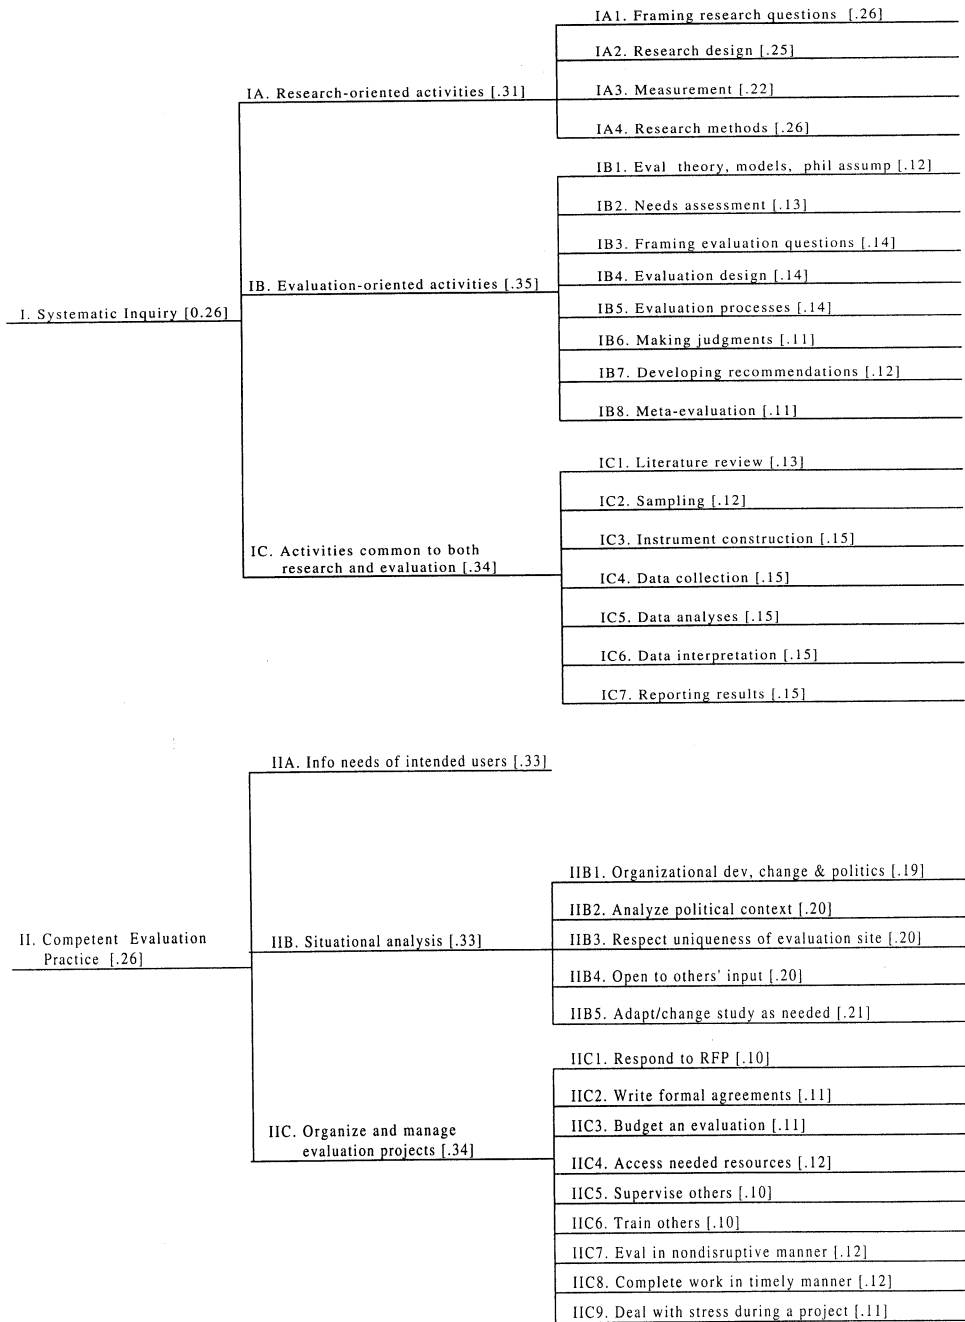 IA1. Framing research questions [.26]
IA2. Research design [.25]
IA. Research-oriented activities [.31]
IA3. Measurement [.22]
IA4. Research methods [.26]
IB1. Eval theory, models, phil assump [.12]
IB2. Needs assessment [.13]
IB3. Framing evaluation questions [.14]
IB4. Evaluation design [.14]
IB. Evaluation-oriented activities [.35]
IB5. Evaluation processes [.14]
I. Systematic Inquiry [0.26]
IB6. Making judgments [.11]
IB7. Developing recommendations [.12]
IB8. Meta-evaluation [.11]
IC1. Literature review [.13]
IC2. Sampling [.12]
IC3. Instrument construction [.15]
IC. Activities common to both
research and evaluation [.34]
IC4. Data collection [.15]
IC5. Data analyses [.15]
IC6. Data interpretation [.15]
IC7. Reporting results [.15]
IIA. Info needs of intended users [.33]
IIB1. Organizational dev, change & politics [.19]
IIB2. Analyze political context [.20]
II. Competent Evaluation
Practice [.26]
IIB. Situational analysis [.33]
IIB3. Respect uniqueness of evaluation site [.20]
IIB4. Open to others' input [.20]
IIB5. Adapt/change study as needed [.21]
IIC1. Respond to RFP [.10]
IIC2. Write formal agreements [.11]
IIC3. Budget an evaluation [.11]
IIC. Organize and manage
evaluation projects [.34]
IIC4. Access needed resources [.12]
IIC5. Supervise others [.10]
IIC6. Train others [.10]
IIC7. Eval in nondisruptive manner [.12]
IIC8. Complete work in timely manner [.12]
IIC9. Deal with stress during a project [.11]